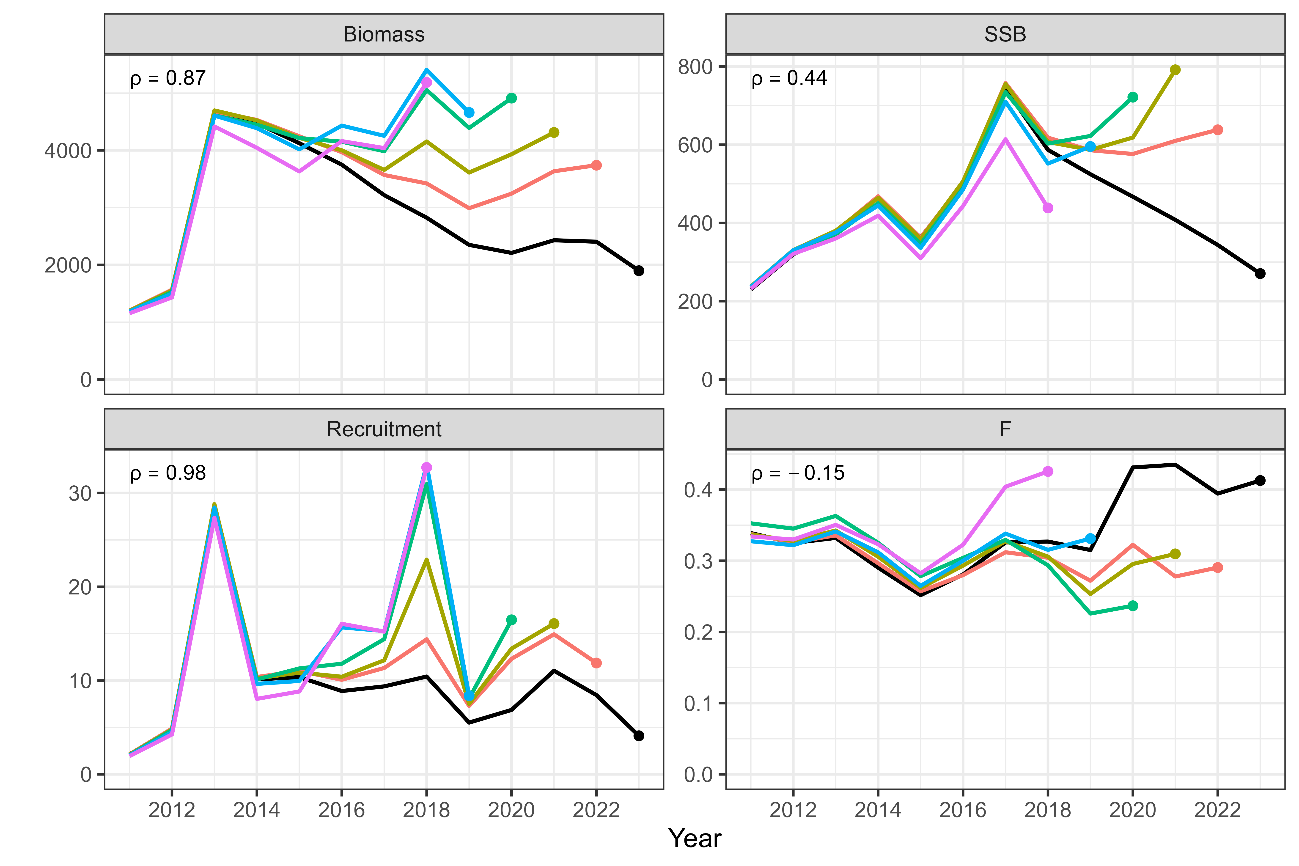 Biomass
SSB
ρ = 0.87
ρ = 0.44
4000
2000
0
800
600
400
200
0
Recruitment
F
ρ = 0.98
ρ = − 0.15
30
20
10
0
0.4
0.3
0.2
0.1
0.0
2012 2014 2016 2018 2020 2022
2012 2014 2016 2018 2020 2022
Year